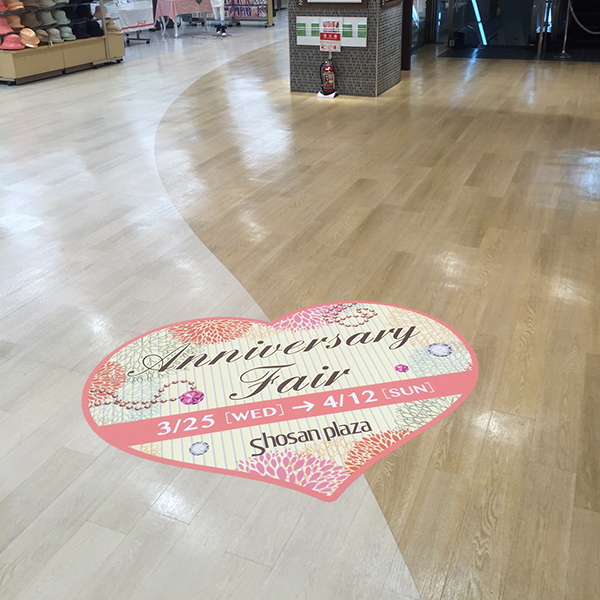 Anniversary
Fair
3/25 [WED] → 4/12 [SUN]
Shosan plaza